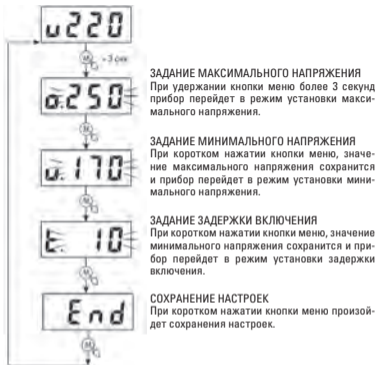 u220
M >3 сек
o.250
ЗАДАНИЕ МАКСИМАЛЬНОГО НАПРЯЖЕНИЯ
При удержании кнопки меню более 3 секунд
прибор перейдет в режим установки макси-
мального напряжения.
M
u.170
ЗАДАНИЕ МИНИМАЛЬНОГО НАПРЯЖЕНИЯ
При коротком нажатии кнопки меню, значе-
ние максимального напряжения сохранится
и прибор перейдет в режим установки мини-
мального напряжения.
M
t. 10
ЗАДАНИЕ ЗАДЕРЖКИ ВКЛЮЧЕНИЯ
При коротком нажатии кнопки меню, значение
минимального напряжения сохранится и при-
бор перейдет в режим установки задержки
включения.
M
End
СОХРАНЕНИЕ НАСТРОЕК
При коротком нажатии кнопки меню произой-
дет сохранения настроек.
M